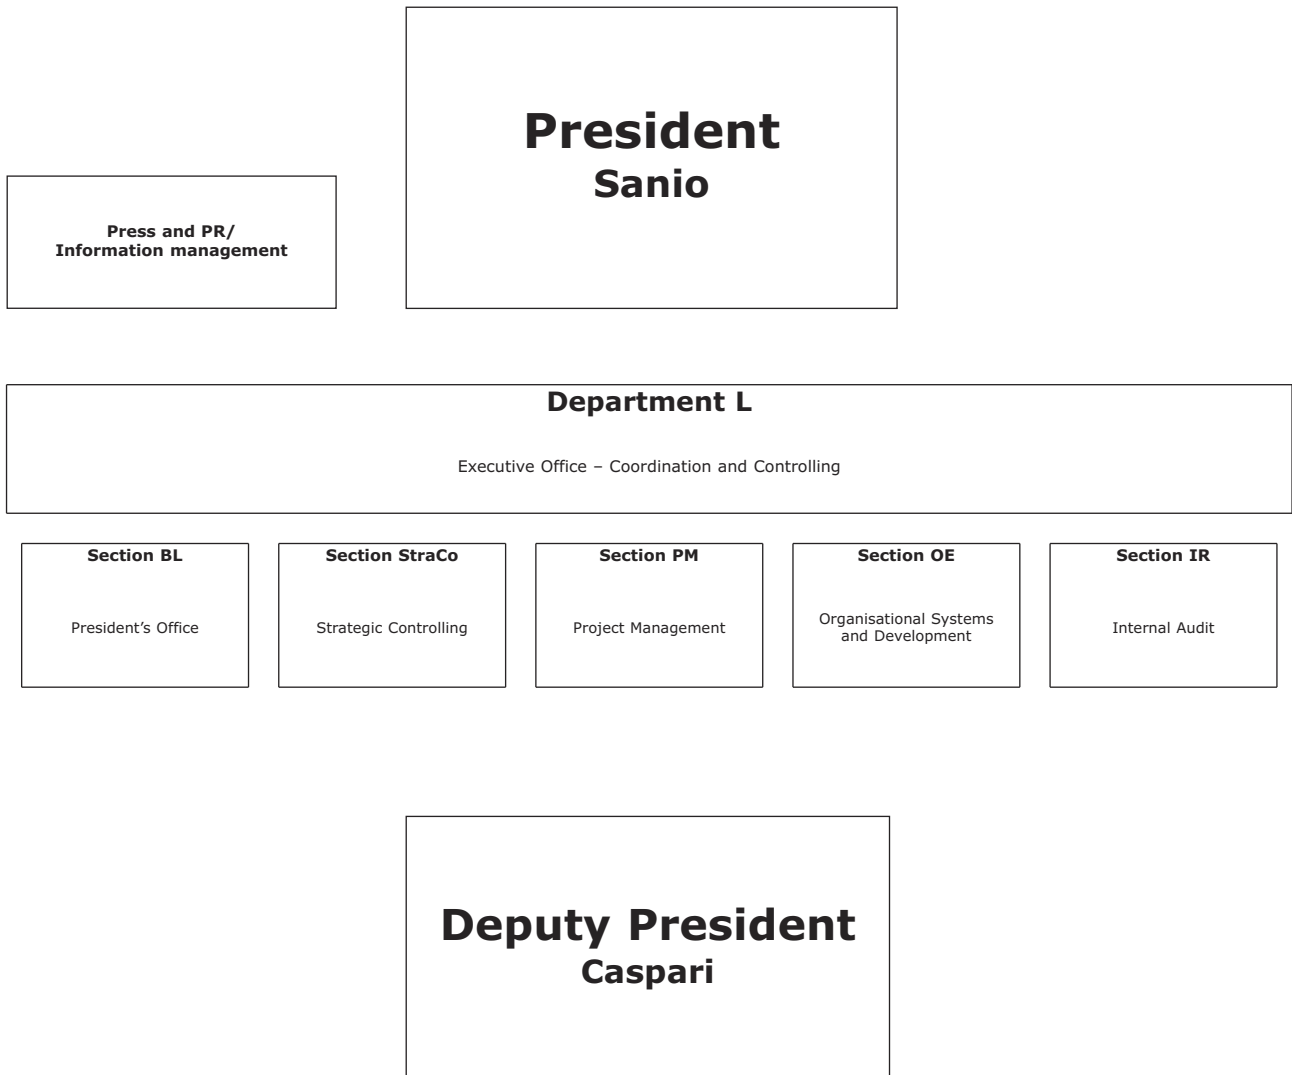 President
Sanio
Press and PR/
Information management
Department L
Executive Office – Coordination and Controlling
Section BL
President’s Office
Section StraCo
Strategic Controlling
Section PM
Project Management
Section OE
Organisational Systems
and Development
Section IR
Internal Audit
Deputy President
Caspari